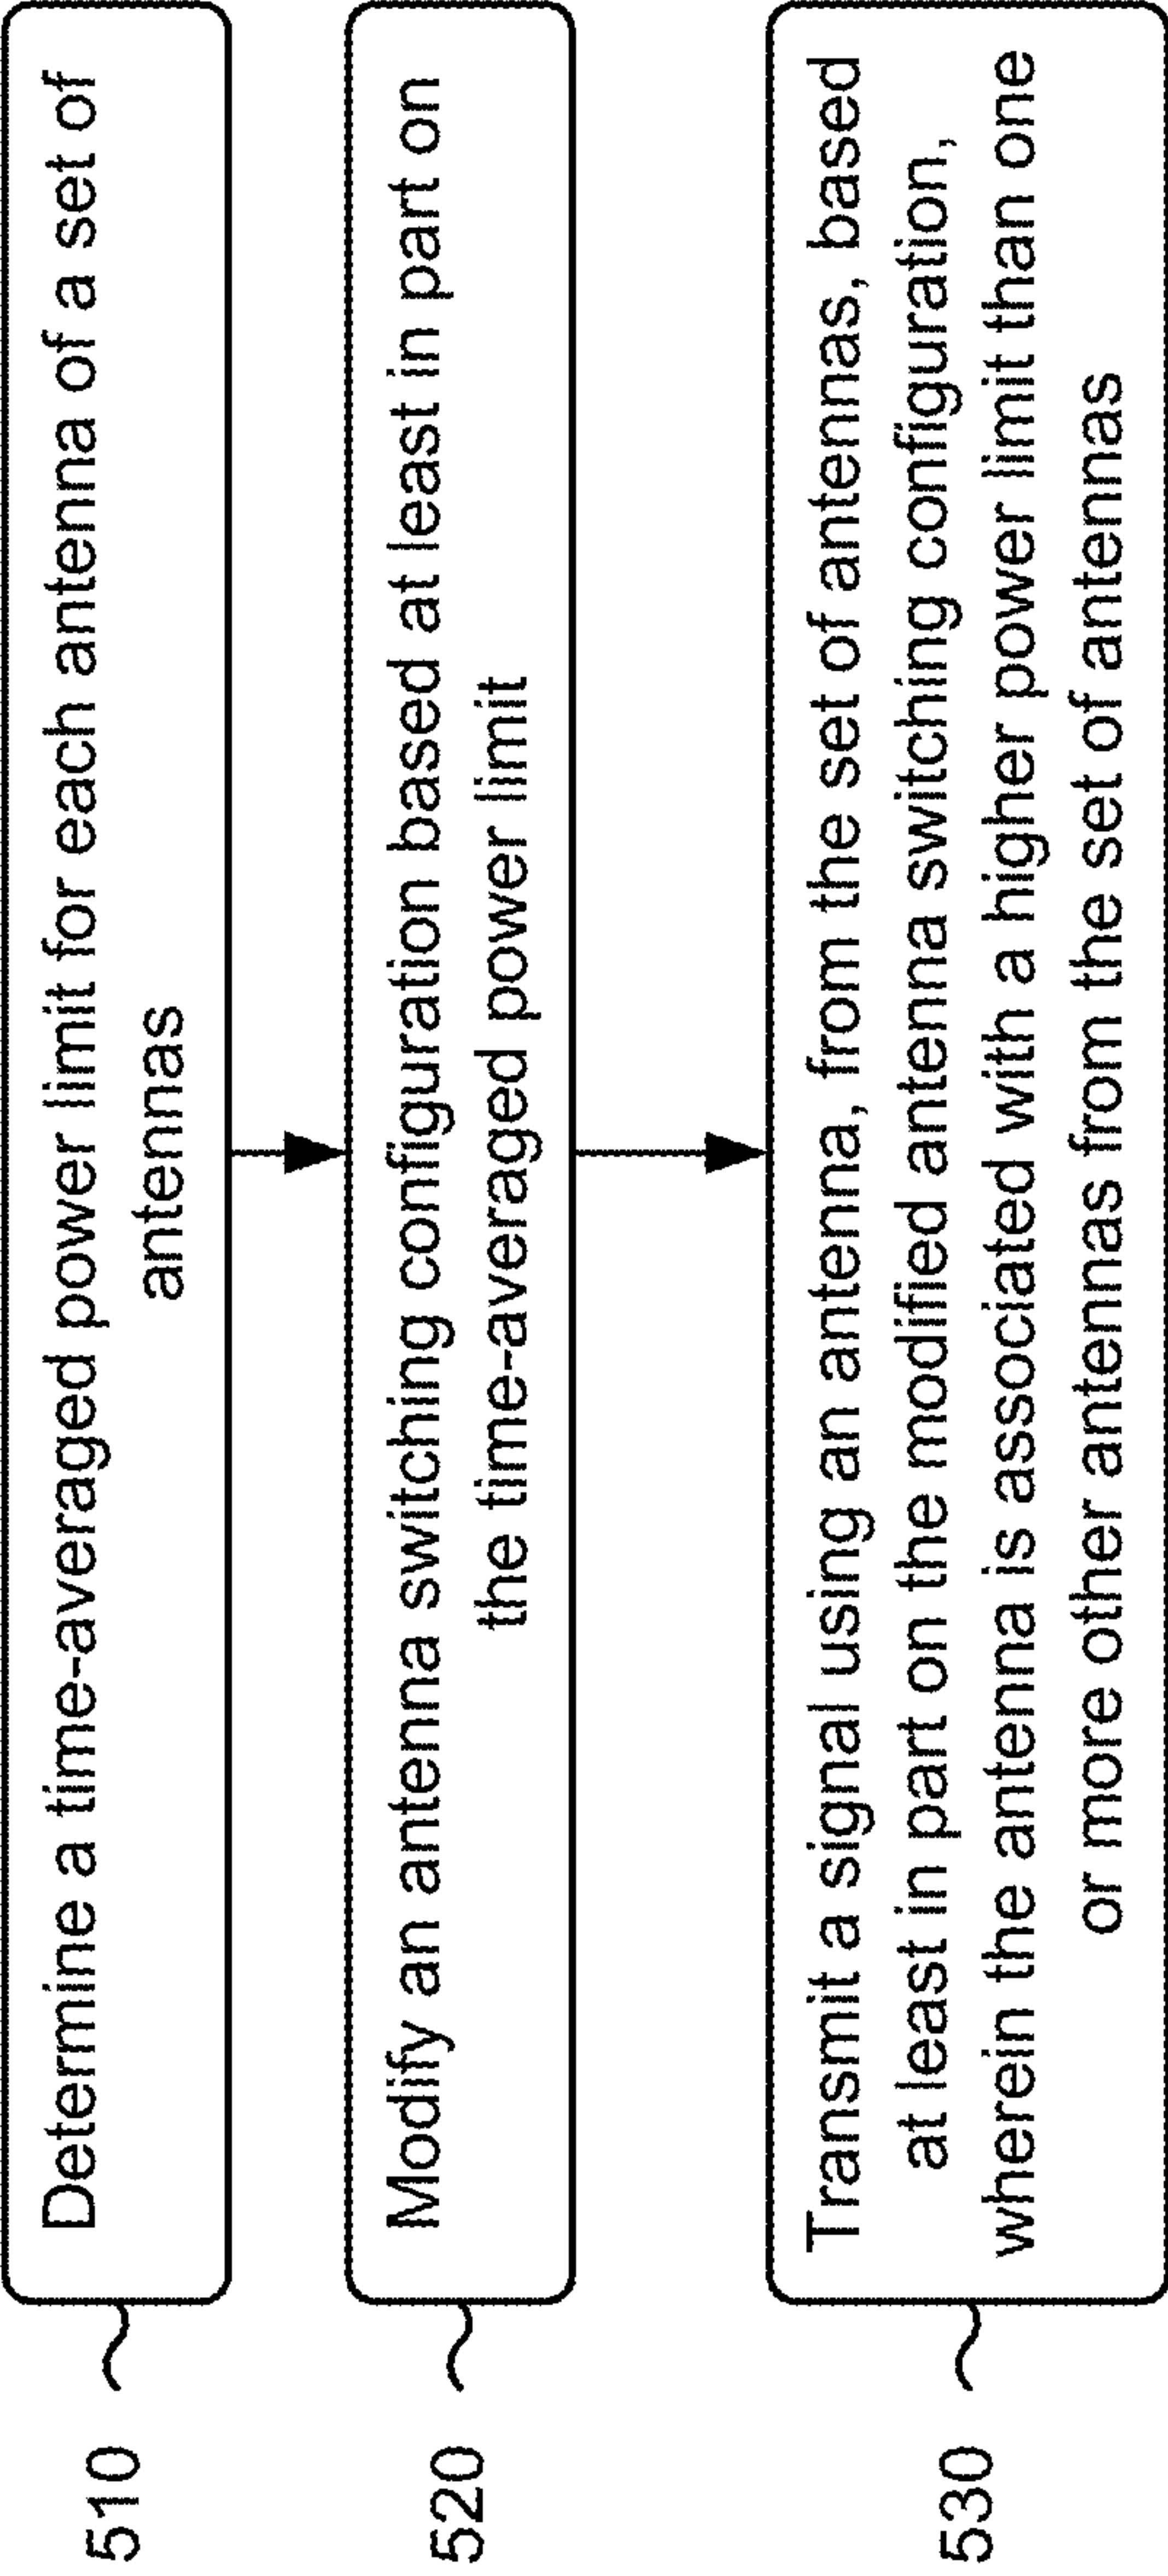 510
Determine a time-averaged power limit for each antenna of a set of
antennas
520
Modify an antenna switching configuration based at least in part on
the time-averaged power limit
530
Transmit a signal using an antenna, from the set of antennas, based
at least in part on the modified antenna switching configuration,
wherein the antenna is associated with a higher power limit than one
or more other antennas from the set of antennas